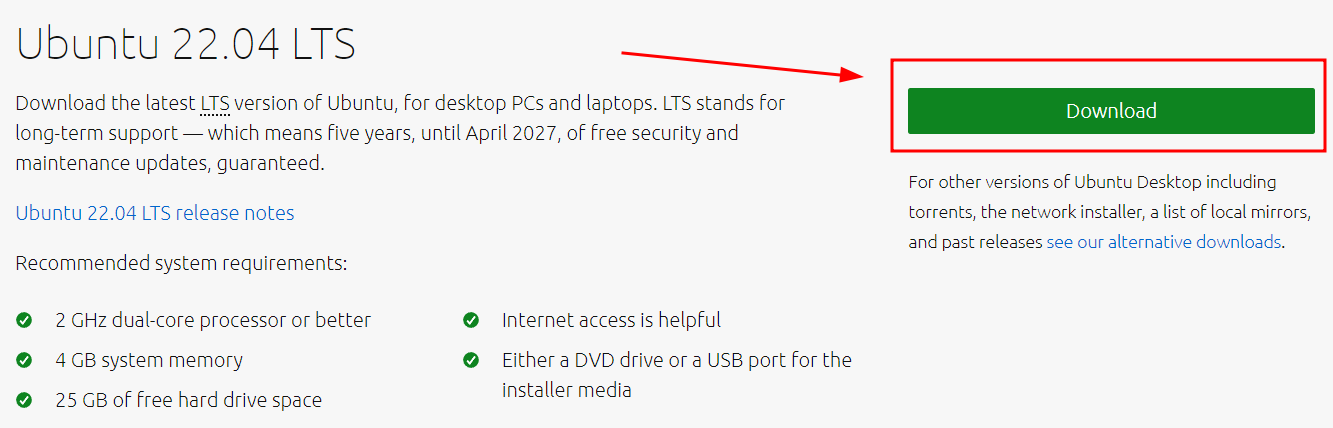 Ubuntu 22.04 LTS
Download the latest LTS version of Ubuntu, for desktop PCs and laptops. LTS stands for
long-term support — which means five years, until April 2027, of free security and
maintenance updates, guaranteed.
Ubuntu 22.04 LTS release notes
Recommended system requirements:
2 GHz dual-core processor or better
4 GB system memory
25 GB of free hard drive space
Internet access is helpful
Either a DVD drive or a USB port for the
installer media
Download
For other versions of Ubuntu Desktop including
torrents, the network installer, a list of local mirrors,
and past releases see our alternative downloads.